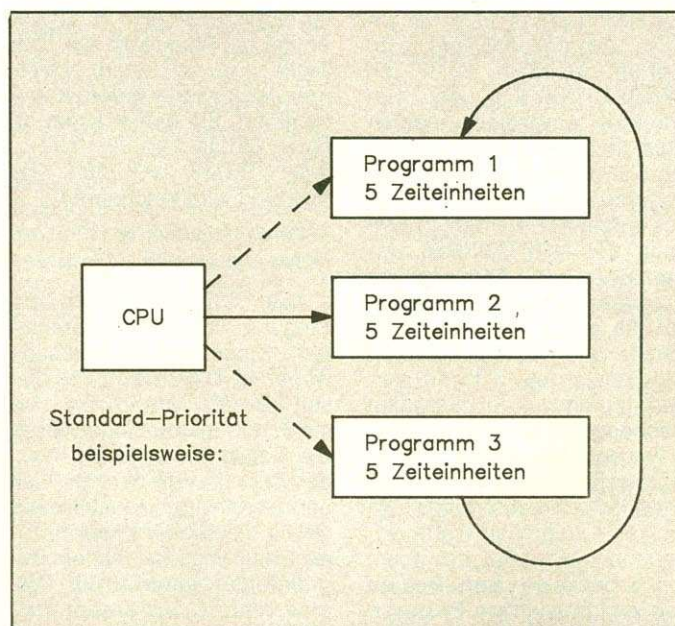 Programm 1
5 Zeiteinheiten
CPU
Programm 2
5 Zeiteinheiten
Standard-Priorität
beispielsweise:
Programm 3
5 Zeiteinheiten